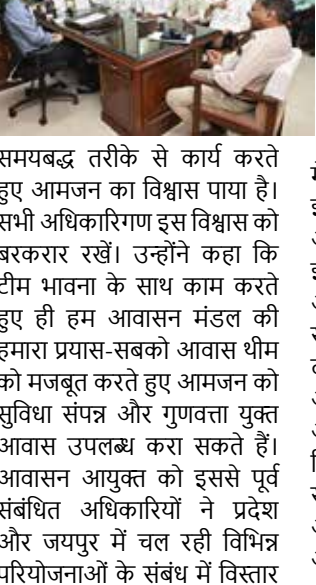 समयबद्ध तरीके से कार्य करते
हुए आमजन का विश्वास पाया है।
सभी अधिकारिगण इस विश्वास को
बरकरार रखें। उन्होंने कहा कि
टीम भावना के साथ काम करते
हुए ही हम आवासन मंडल की
हमारा प्रयास-सबको आवास थीम
को मजबूत करते हुए आमजन को
सुविधा संपन्न और गुणवत्ता युक्त
आवास उपलब्ध करा सकते हैं।
आवासन आयुक्त को इससे पूर्व
संबंधित अधिकारियों ने प्रदेश
और जयपुर में चल रही विभिन्न
परियोजनाओं के संबंध में विस्तार